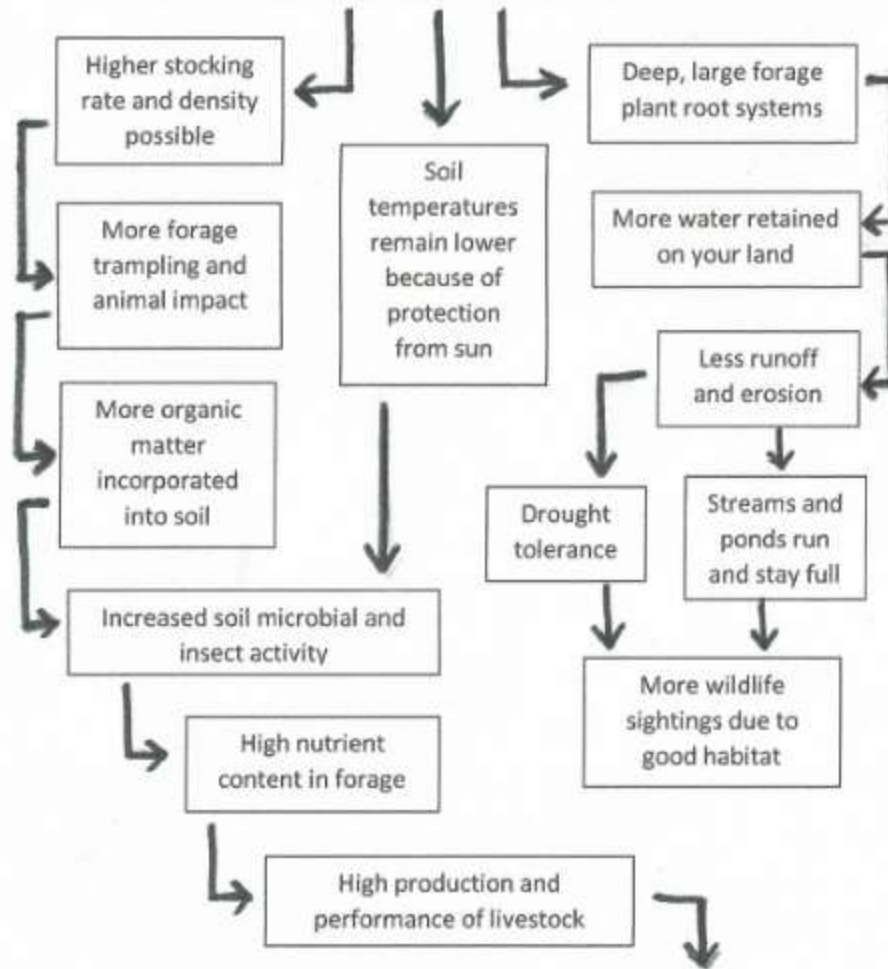 Higher stocking
rate and density
possible
More forage
trampling and
animal impact
More organic
matter
incorporated
into soil
Soil
temperatures
remain lower
because of
protection
from sun
Deep, large forage
plant root systems
More water retained
on your land
Less runoff
and erosion
Drought
tolerance
Streams and
ponds run
and stay full
More wildlife
sightings due to
good habitat
Increased soil microbial and
insect activity
High nutrient
content in forage
High production and
performance of livestock